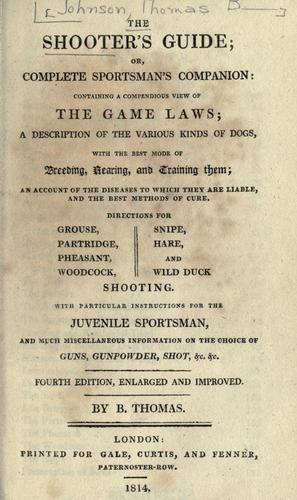 [Johnson, Thomas B—]
THE
SHOOTER'S GUIDE;
OR,
COMPLETE SPORTSMAN'S COMPANION:
CONTAINING A COMPENDIOUS VIEW OF
THE GAME LAWS;
A DESCRIPTION OF THE VARIOUS KINDS OF DOGS,
WITH THE BEST MODE OF
Breeding, Rearing, and Training them;
AN ACCOUNT OF THE DISEASES TO WHICH THEY ARE LIABLE,
AND THE BEST METHODS OF CURE.
DIRECTIONS FOR
GROUSE, SNIPE,
PARTRIDGE, HARE,
PHEASANT, AND
WOODCOCK, WILD DUCK
SHOOTING.
WITH PARTICULAR INSTRUCTIONS FOR THE
JUVENILE SPORTSMAN,
AND MUCH MISCELLANEOUS INFORMATION ON THE CHOICE OF
GUNS, GUNPOWDER, SHOT, &c. &c.
FOURTH EDITION, ENLARGED AND IMPROVED.
BY B. THOMAS.
LONDON:
PRINTED FOR GALE, CURTIS, AND FENNER,
PATERNOSTER-ROW.
1814.